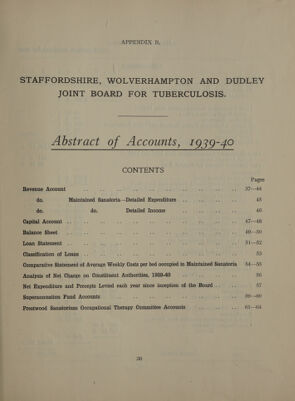 APPENDIX B.
STAFFORDSHIRE, WOLVERHAMPTON AND DUDLEY
JOINT BOARD FOR TUBERCULOSIS.
Abstract of Accounts, 1939-40
CONTENTS
Pages
Revenue Account .. .. .. .. .. .. .. .. 37—44
do. Maintained Sanatoria—Detailed Expenditure .. .. .. .. 45
do. do. Detailed Income .. .. .. .. 46
Capital Account .. .. .. .. .. .. .. .. 47—48
Balance Sheet .. .. .. .. .. .. .. .. 49—50
Loan Statement .. .. .. .. .. .. .. .. 51—52
Classification of Loans .. .. .. .. .. .. .. 53
Comparative Statement of Average Weekly Costs per bed occupied in Maintained Sanatoria 54—55
Analysis of Net Charge on Constituent Authorities, 1939-40 .. .. .. .. 56
Net Expenditure and Precepts Levied each year since inception of the Board .. .. 57
Superannuation Fund Accounts .. .. .. .. .. .. 59—60
Prestwood Sanatorium Occupational Therapy Committee Accounts .. .. .. 61—64